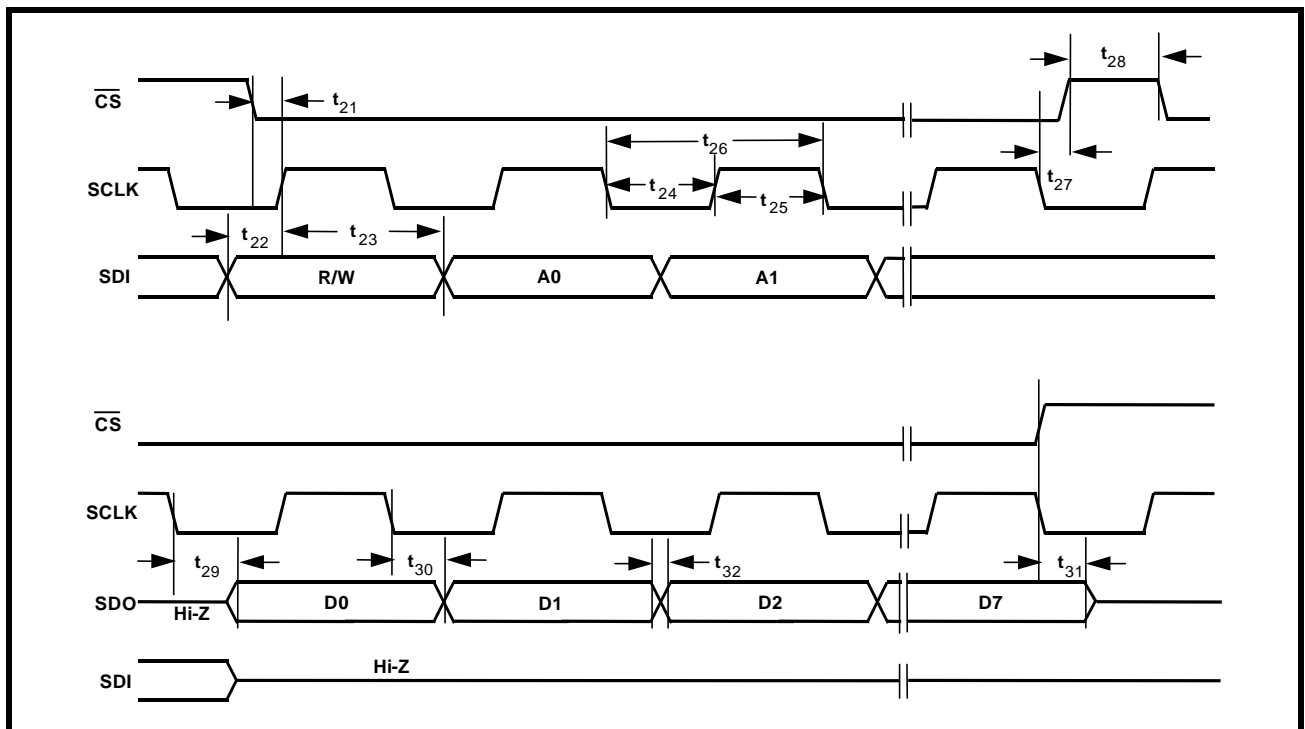 t28
CS
t21
t26
SCLK
t24
t25
t27
t22
t23
SDI
R/W
A0
A1
CS
SCLK
t29
t30
t32
t31
SDO
Hi-Z
D0
D1
D2
D7
SDI
Hi-Z